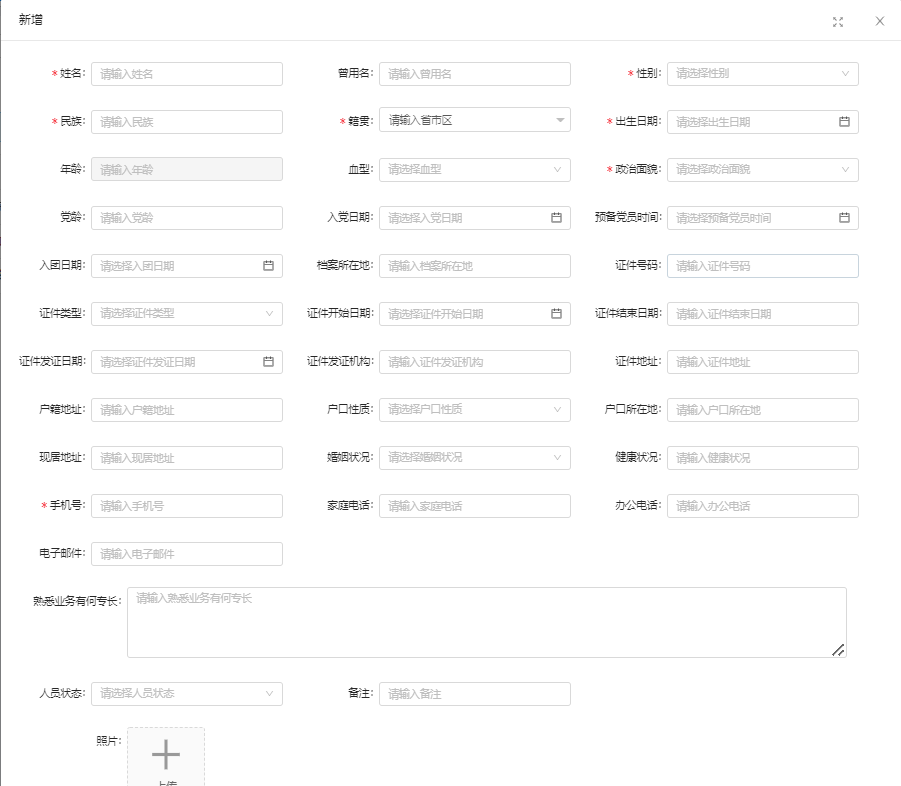 新增
* 姓名: 请输入姓名 曾用名: 请输入曾用名 * 性别: 请选择性别
* 民族: 请输入民族 * 籍贯: 请输入省市区 * 出生日期: 请选择出生日期
年龄: 请输入年龄 血型: 请选择血型 * 政治面貌: 请选择政治面貌
党龄: 请输入党龄 入党日期: 请选择入党日期 预备党员时间: 请选择预备党员时间
入团日期: 请选择入团日期 档案所在地: 请输入档案所在地 证件号码: 请输入证件号码
证件类型: 请选择证件类型 证件开始日期: 请选择证件开始日期 证件结束日期: 请输入证件结束日期
证件发证日期: 请选择证件发证日期 证件发证机构: 请输入证件发证机构 证件地址: 请输入证件地址
户籍地址: 请输入户籍地址 户口性质: 请选择户口性质 户口所在地: 请输入户口所在地
现居地址: 请输入现居地址 婚姻状况: 请选择婚姻状况 健康状况: 请输入健康状况
* 手机号: 请输入手机号 家庭电话: 请输入家庭电话 办公电话: 请输入办公电话
电子邮件: 请输入电子邮件
熟悉业务有何专长: 请输入熟悉业务有何专长
人员状态: 请选择人员状态 备注: 请输入备注
照片:
上传